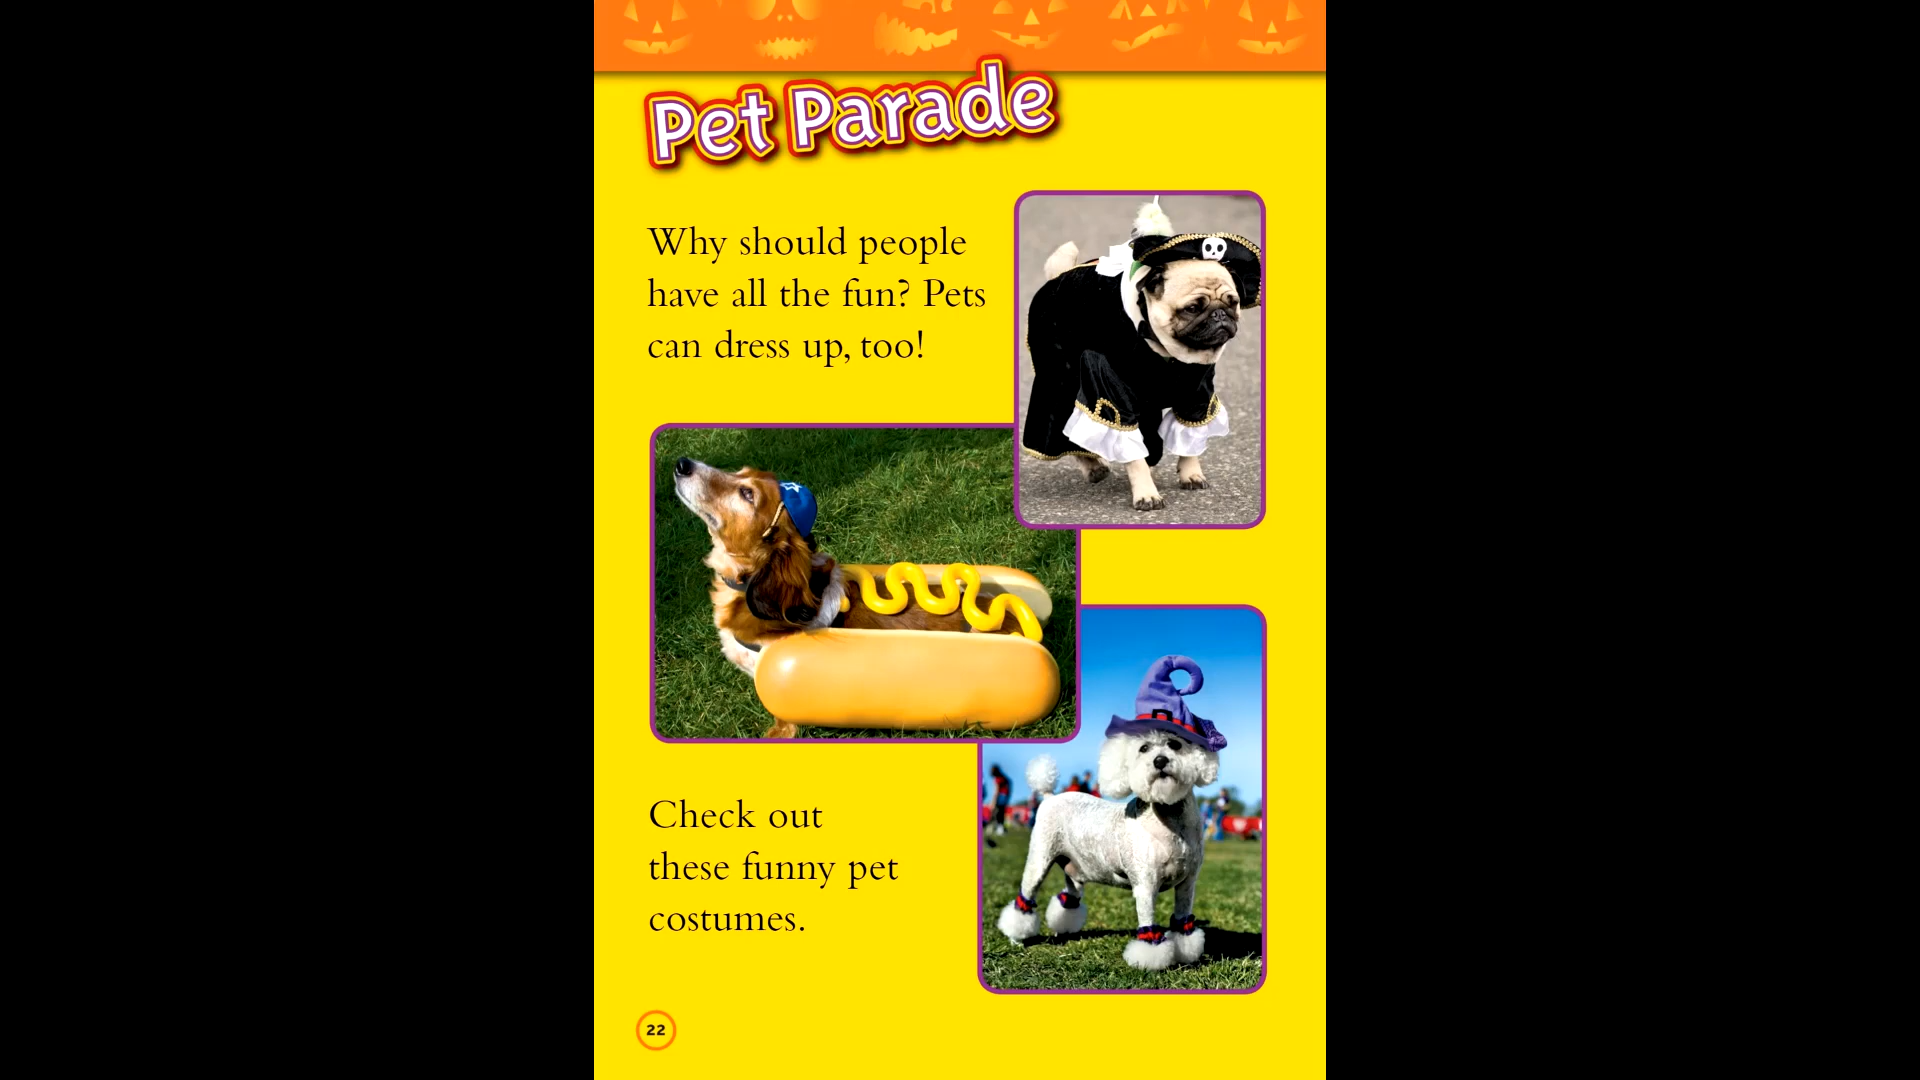 Pet Parade
Why should people
have all the fun? Pets
can dress up, too!
Check out
these funny pet
costumes.
22